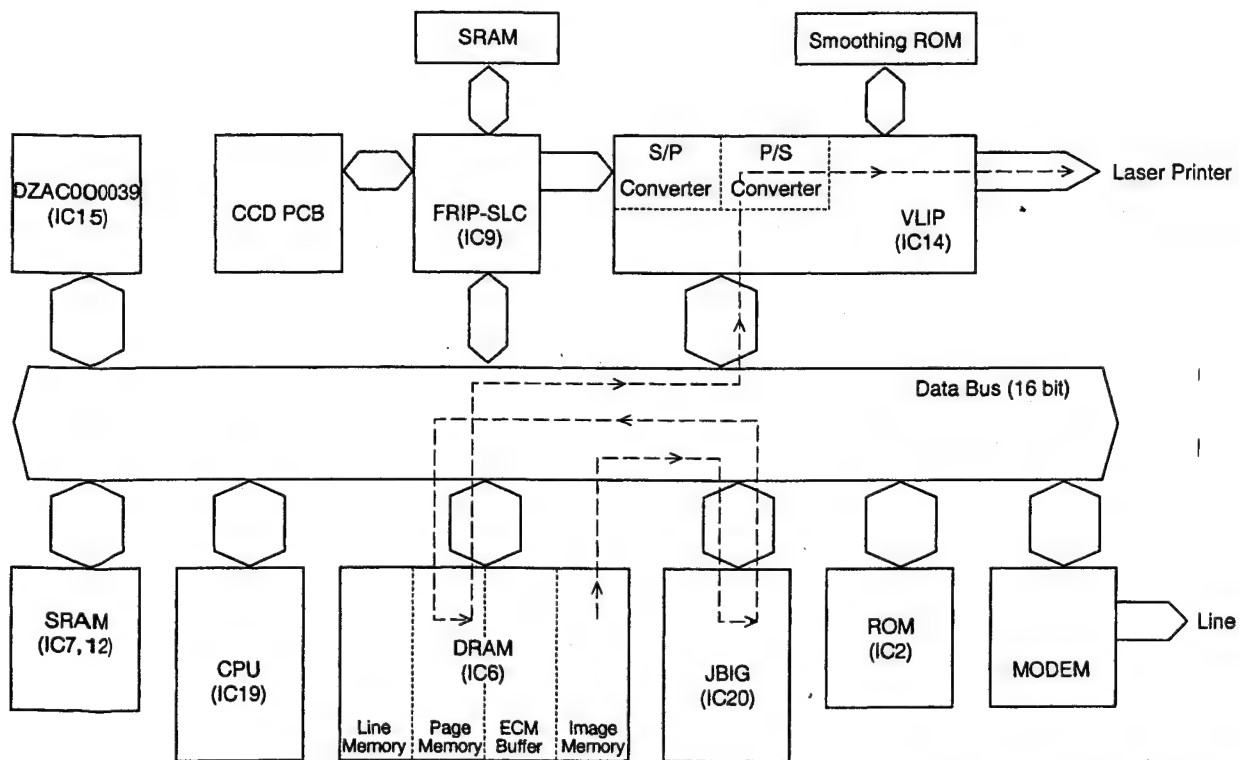 SRAM
Smoothing ROM
DZAC000039
(IC15)
CCD PCB
FRIP-SLC
(IC9)
S/P
Converter
P/S
Converter
VLIP
(IC14)
Laser Printer
Data Bus (16 bit)
SRAM
(IC7, 12)
CPU
(IC19)
DRAM
(IC6)
Line
Memory
Page
Memory
ECM
Buffer
Image
Memory
JBIG
(IC20)
ROM
(IC2)
MODEM
Line